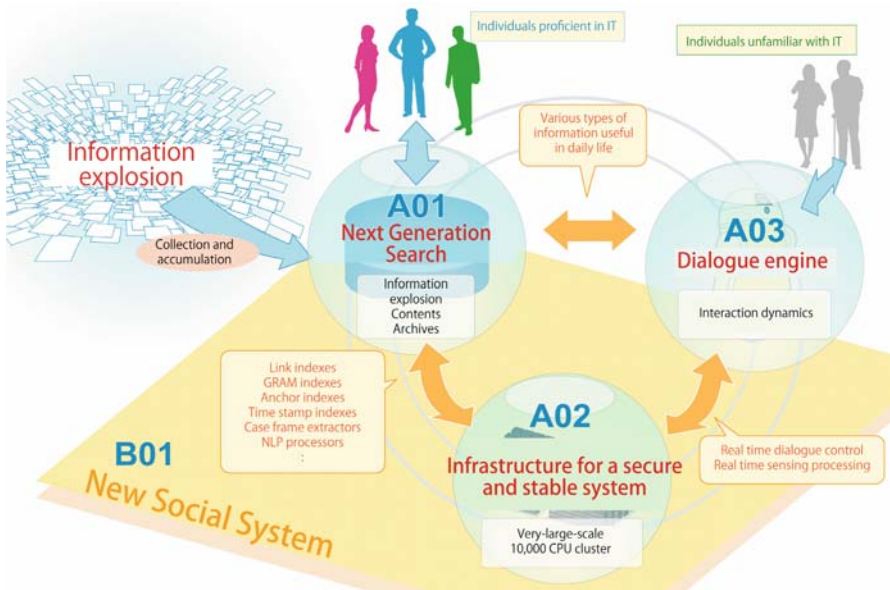 Individuals proficient in IT
Individuals unfamiliar with IT
Various types of
information useful
in daily life
Information
explosion
Collection and
accumulation
A01
Next Generation
Search
Information
explosion
Contents
Archives
A03
Dialogue engine
Interaction dynamics
Link indexes
GRAM indexes
Anchor indexes
Time stamp indexes
Case frame extractors
NLP processors
:
A02
Infrastructure for a secure
and stable system
Very-large-scale
10,000 CPU cluster
Real time dialogue control
Real time sensing processing
B01
New Social System